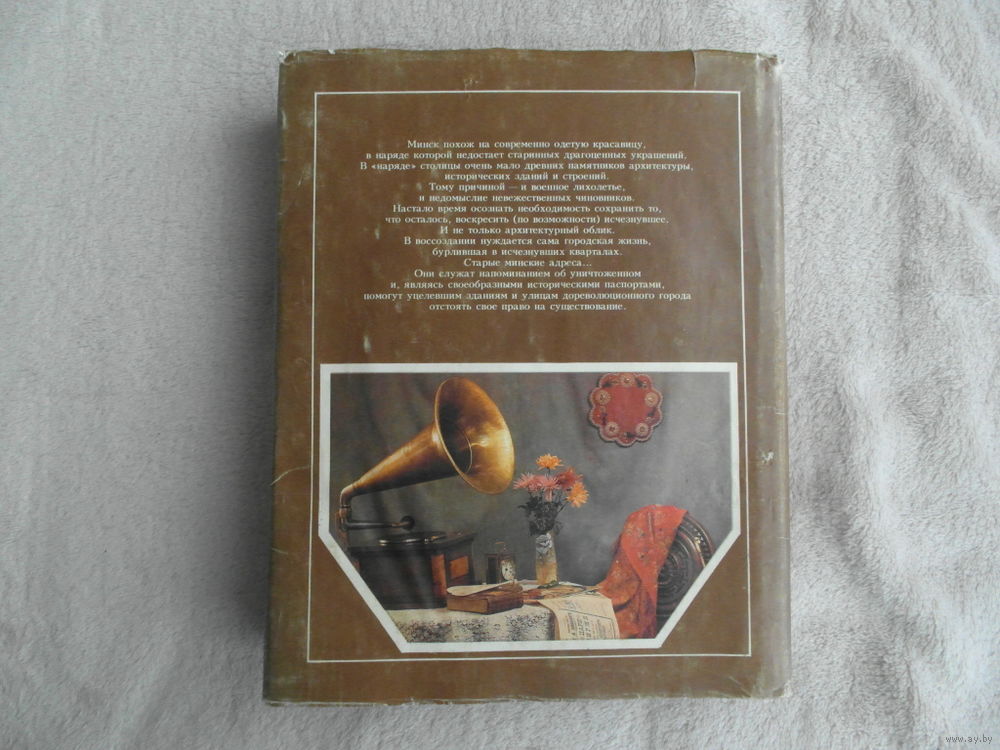 Минск похож на современно одетую красавицу,
в наряде которой недостает старинных драгоценных украшений.
В «наряде» столицы очень мало древних памятников архитектуры,
исторических зданий и строений.
Тому причиной — и военное лихолетье,
и недомыслие невежественных чиновников.
Настало время осознать необходимость сохранить то,
что осталось, воскресить (по возможности) исчезнувшее.
И не только архитектурный облик.
В воссоздании нуждается сама городская жизнь,
бурлившая в исчезнувших кварталах.
Старые минские адреса...
Они служат напоминанием об уничтоженном
и, являясь своеобразными историческими паспортами,
помогут уцелевшим зданиям и улицам дореволюционного города
отстоять свое право на существование.
www.ay.by